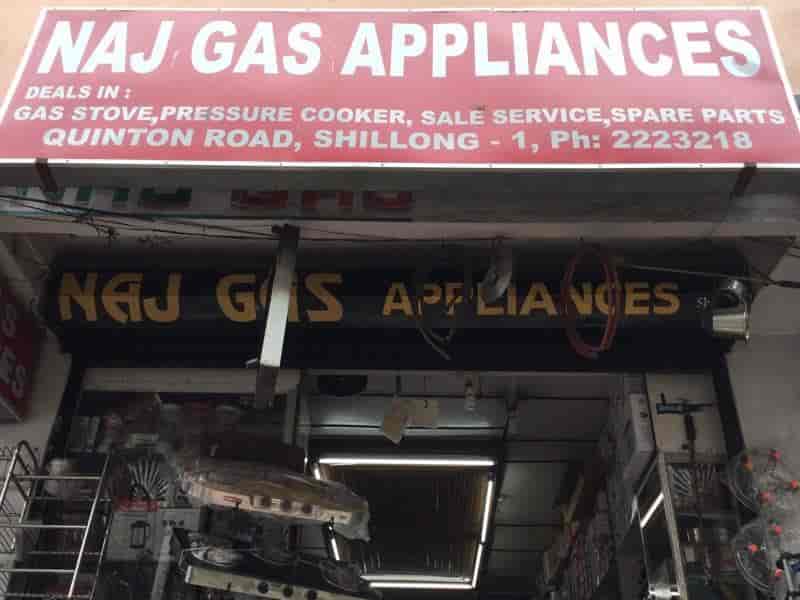 NAJ GAS APPLIANCES
DEALS IN :
GAS STOVE,PRESSURE COOKER, SALE SERVICE,SPARE PARTS
QUINTON ROAD, SHILLONG - 1, Ph: 2223218
NAJ GAS APPLIANCES